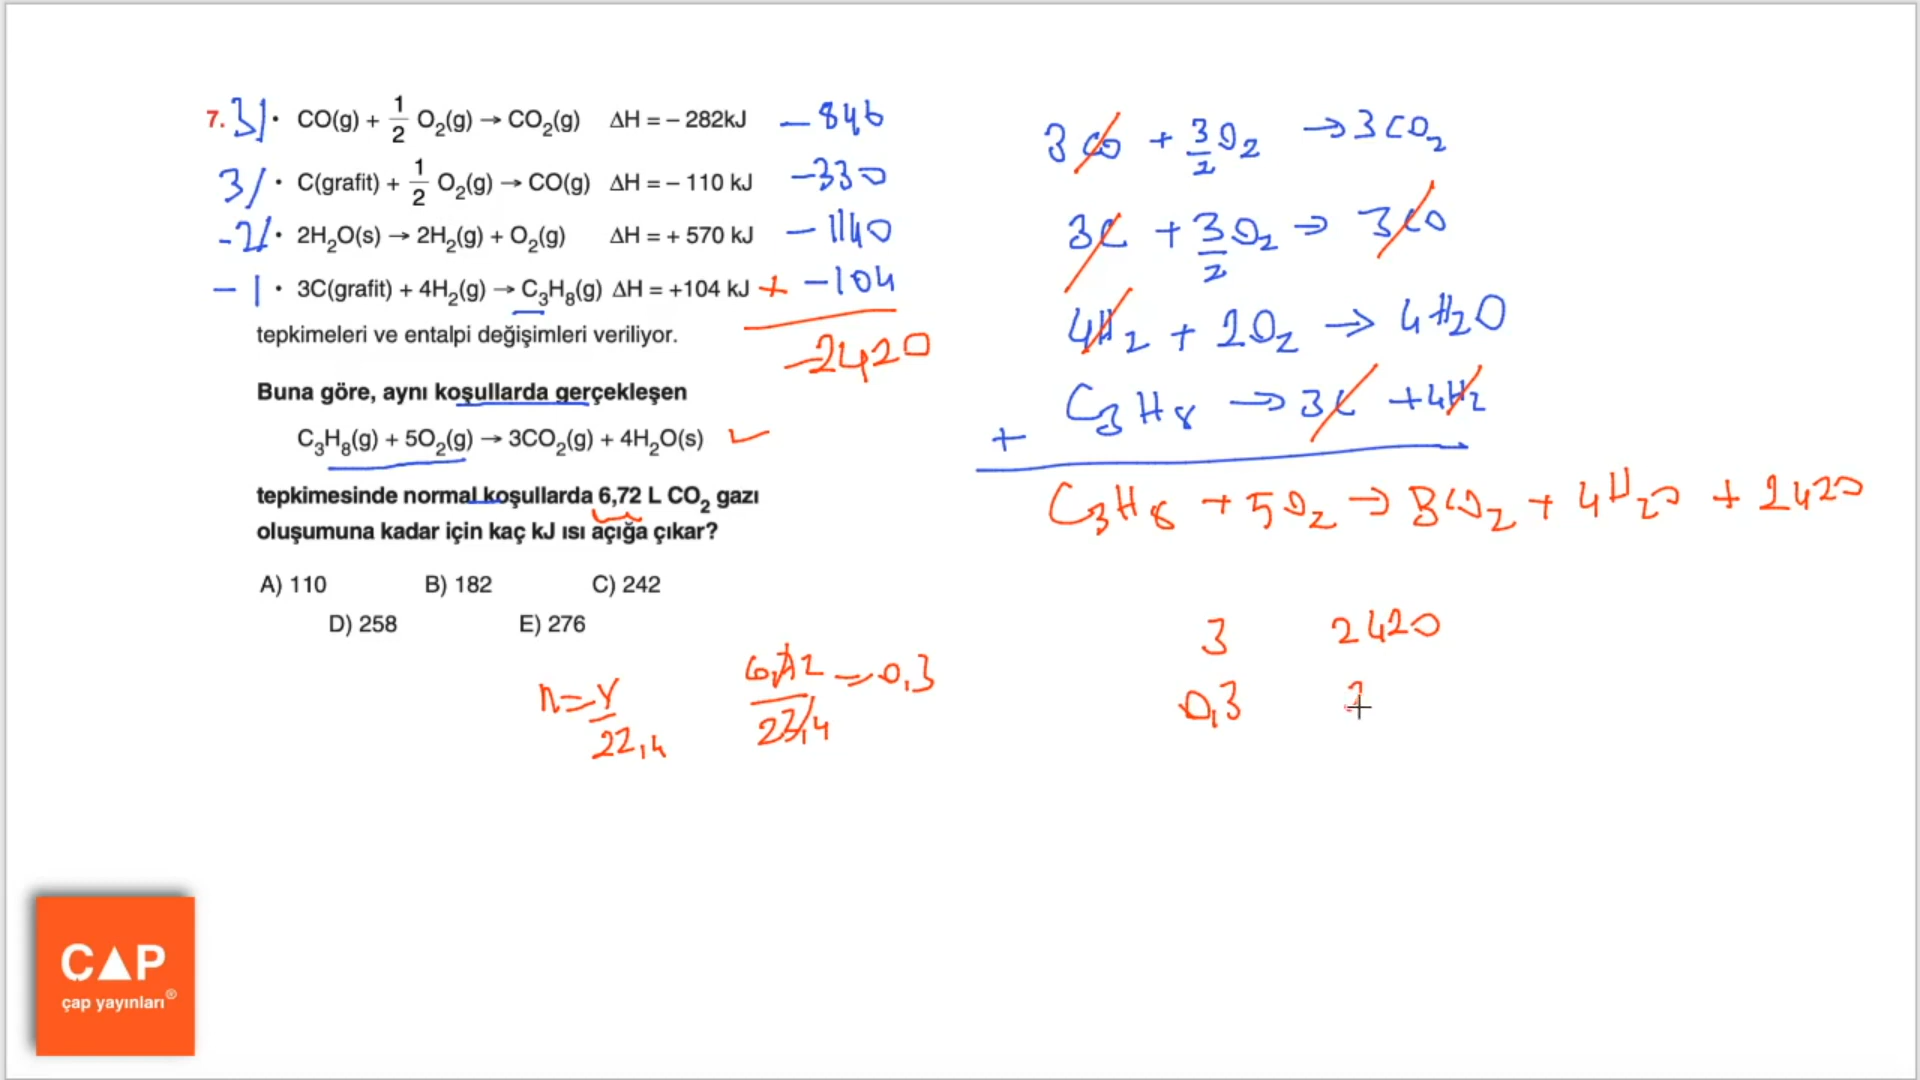 7. 3/ • CO(g) + 1/2 O₂(g) → CO₂(g) ΔH = – 282kJ – 846
3/ • C(grafit) + 1/2 O₂(g) → CO(g) ΔH = – 110 kJ – 330
-2/ • 2H₂O(s) → 2H₂(g) + O₂(g) ΔH = + 570 kJ – 1140
– 1 • 3C(grafit) + 4H₂(g) → C₃H₈(g) ΔH = +104 kJ + – 104
tepkimeleri ve entalpi değişimleri veriliyor.
–2420
Buna göre, aynı koşullarda gerçekleşen
C₃H₈(g) + 5O₂(g) → 3CO₂(g) + 4H₂O(s)
tepkimesinde normal koşullarda 6,72 L CO₂ gazı
oluşumuna kadar için kaç kJ ısı açığa çıkar?
A) 110 B) 182 C) 242
D) 258 E) 276
n = V/22,4 6,72/22,4 = 0,3
3CO + 3/2 O₂ → 3CO₂
3C + 3/2 O₂ → 3CO
4H₂ + 2O₂ → 4H₂O
+ C₃H₈ → 3C + 4H₂
C₃H₈ + 5O₂ → 3CO₂ + 4H₂O + 2420
3 2420
0,3
CAP
çap yayınları®